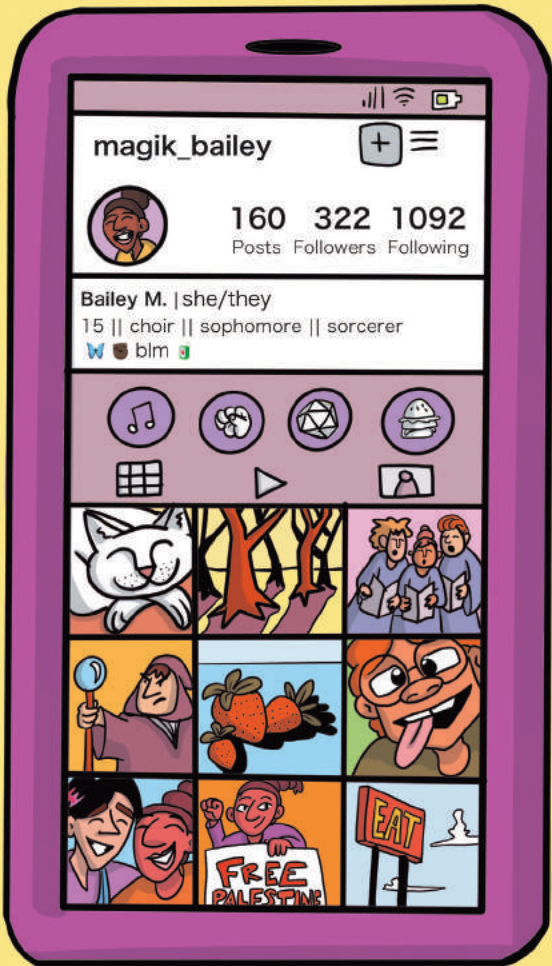 magik_bailey
160 322 1092
Posts Followers Following
Bailey M. | she/they
15 || choir || sophomore || sorcerer
🦋 ✊🏿 blm 🧃
EAT
FREE
PALESTINE